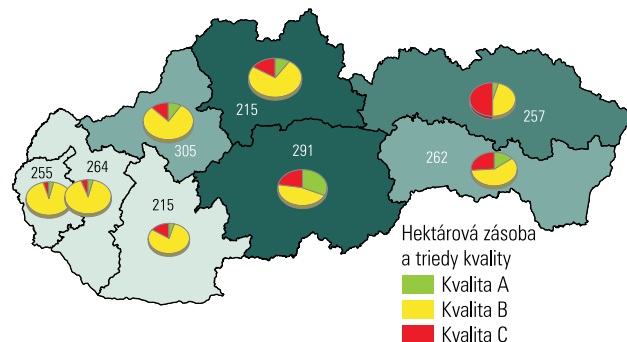 215
257
305
291
262
255
264
215
Hektárová zásoba
a triedy kvality
Kvalita A
Kvalita B
Kvalita C